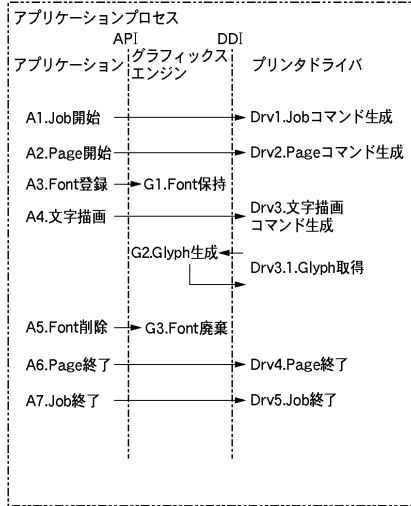 アプリケーションプロセス
API DDI
アプリケーション グラフィックス エンジン プリンタドライバ
A1.Job開始 Drv1.Jobコマンド生成
A2.Page開始 Drv2.Pageコマンド生成
A3.Font登録 G1.Font保持
A4.文字描画 Drv3.文字描画
コマンド生成
G2.Glyph生成
Drv3.1.Glyph取得
A5.Font削除 G3.Font廃棄
A6.Page終了 Drv4.Page終了
A7.Job終了 Drv5.Job終了